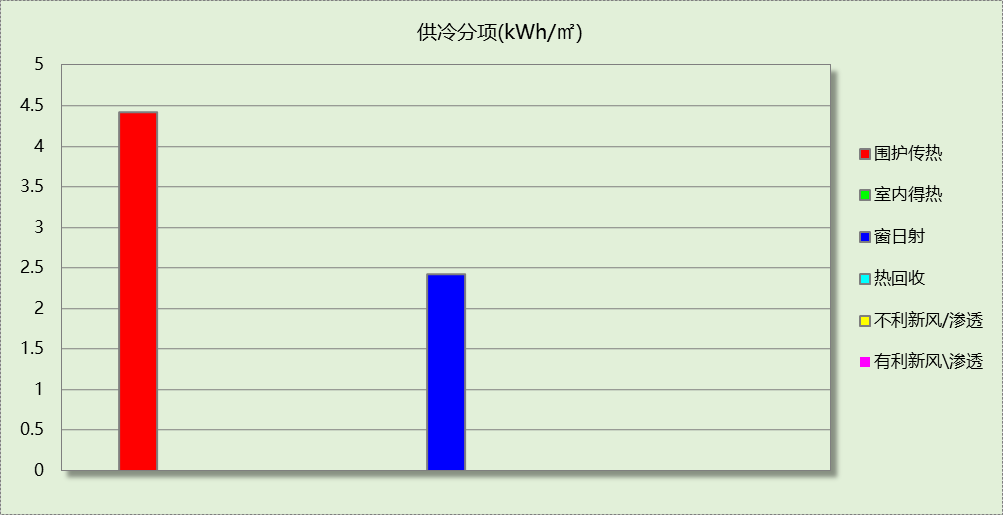 供冷分项(kWh/㎡)
5
4.5
4
3.5
3
2.5
2
1.5
1
0.5
0
围护传热
室内得热
窗日射
热回收
不利新风/渗透
有利新风\渗透